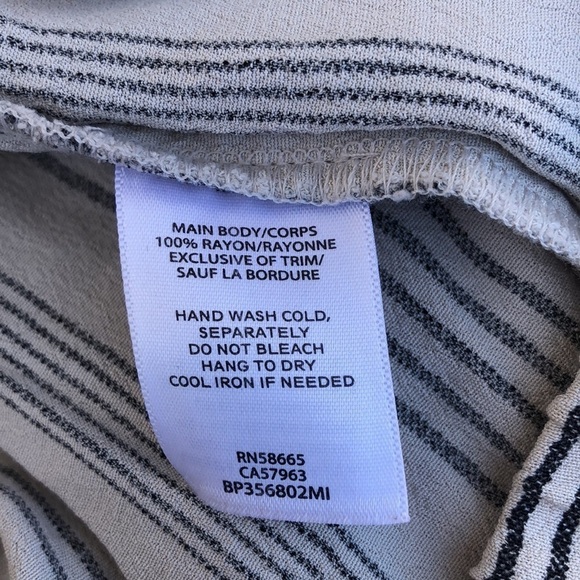 MAIN BODY/CORPS
100% RAYON/RAYONNE
EXCLUSIVE OF TRIM/
SAUF LA BORDURE
HAND WASH COLD,
SEPARATELY
DO NOT BLEACH
HANG TO DRY
COOL IRON IF NEEDED
RN58665
CA57963
BP356802MI